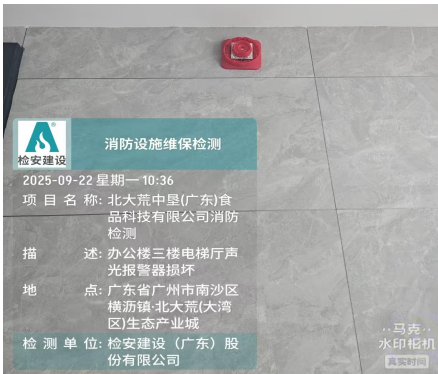 检安建设
消防设施维保检测
2025-09-22 星期一 10:36
项目名称: 北大荒中垦(广东)食
品科技有限公司消防
检测
描述: 办公楼三楼电梯厅声
光报警器损坏
地点: 广东省广州市南沙区
横沥镇·北大荒(大湾
区)生态产业城
检测单位: 检安建设（广东）股
份有限公司
马克
水印相机
真实时间